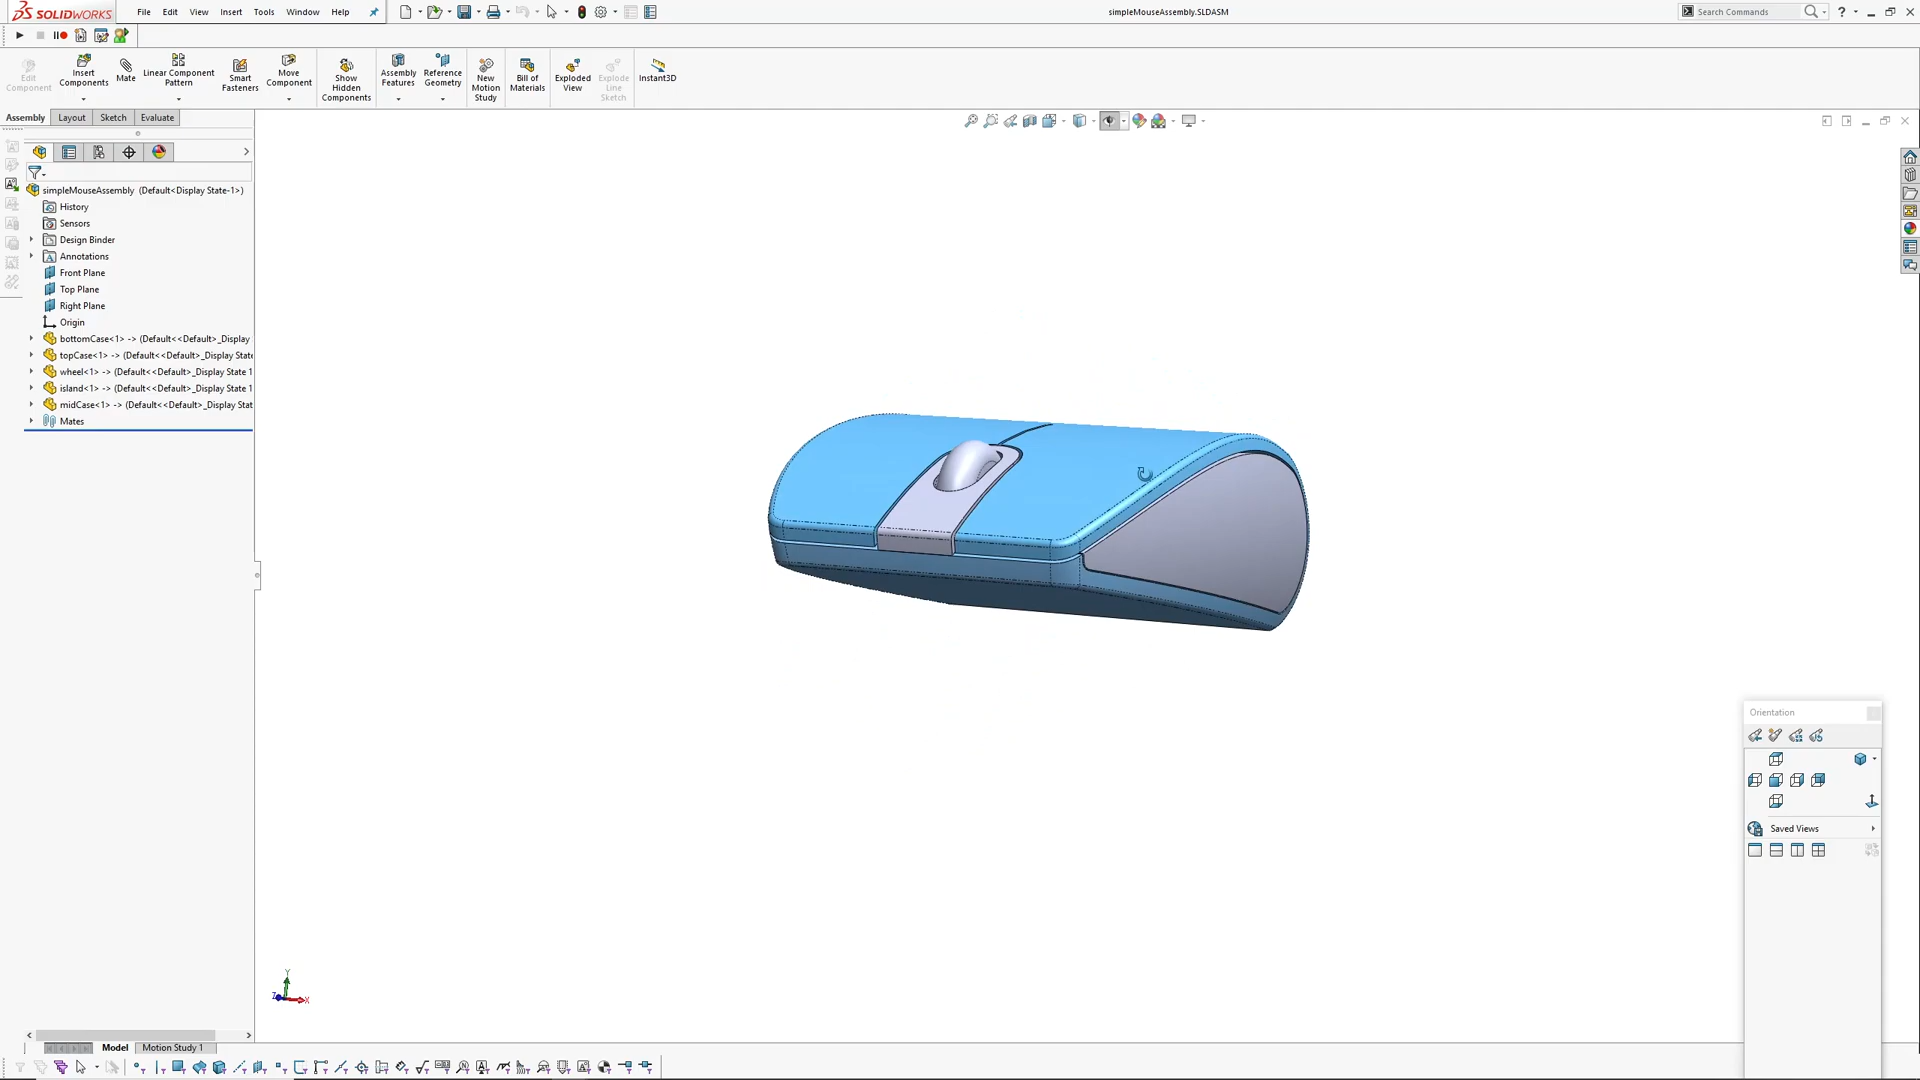 SOLIDWORKS File Edit View Insert Tools Window Help simpleMouseAssembly.SLDASM Search Commands ?
Edit Component Insert Components Mate Linear Component Pattern Smart Fasteners Move Component Show Hidden Components Assembly Features Reference Geometry New Motion Study Bill of Materials Exploded View Explode Line Sketch Instant3D
Assembly Layout Sketch Evaluate
simpleMouseAssembly (Default<Display State-1>)
History
Sensors
Design Binder
Annotations
Front Plane
Top Plane
Right Plane
Origin
bottomCase<1> -> (Default<<Default>_Display
topCase<1> -> (Default<<Default>_Display State
wheel<1> -> (Default<<Default>_Display State 1
island<1> -> (Default<<Default>_Display State 1
midCase<1> -> (Default<<Default>_Display Stat
Mates
Orientation
Saved Views
Y
Z X
Model Motion Study 1